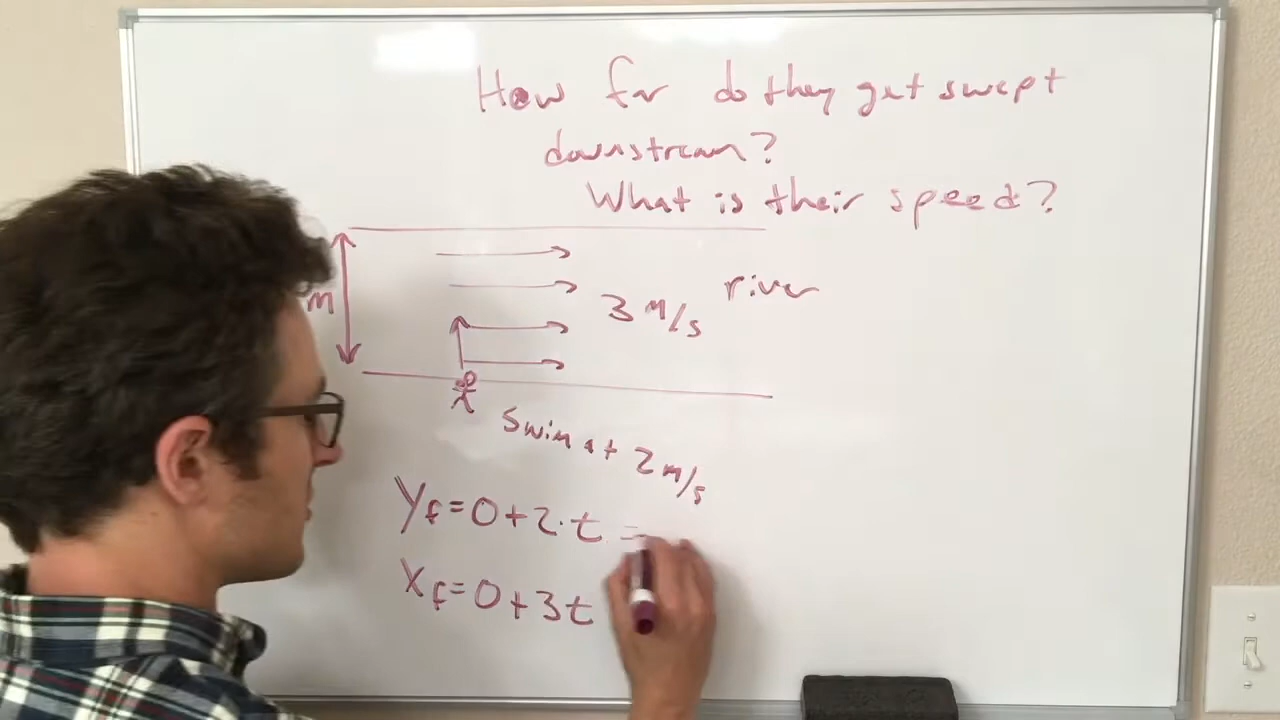 How far do they get swept
downstream?
What is their speed?
m
3 m/s
river
Swim at 2 m/s
yf = 0 + 2 · t =
xf = 0 + 3t